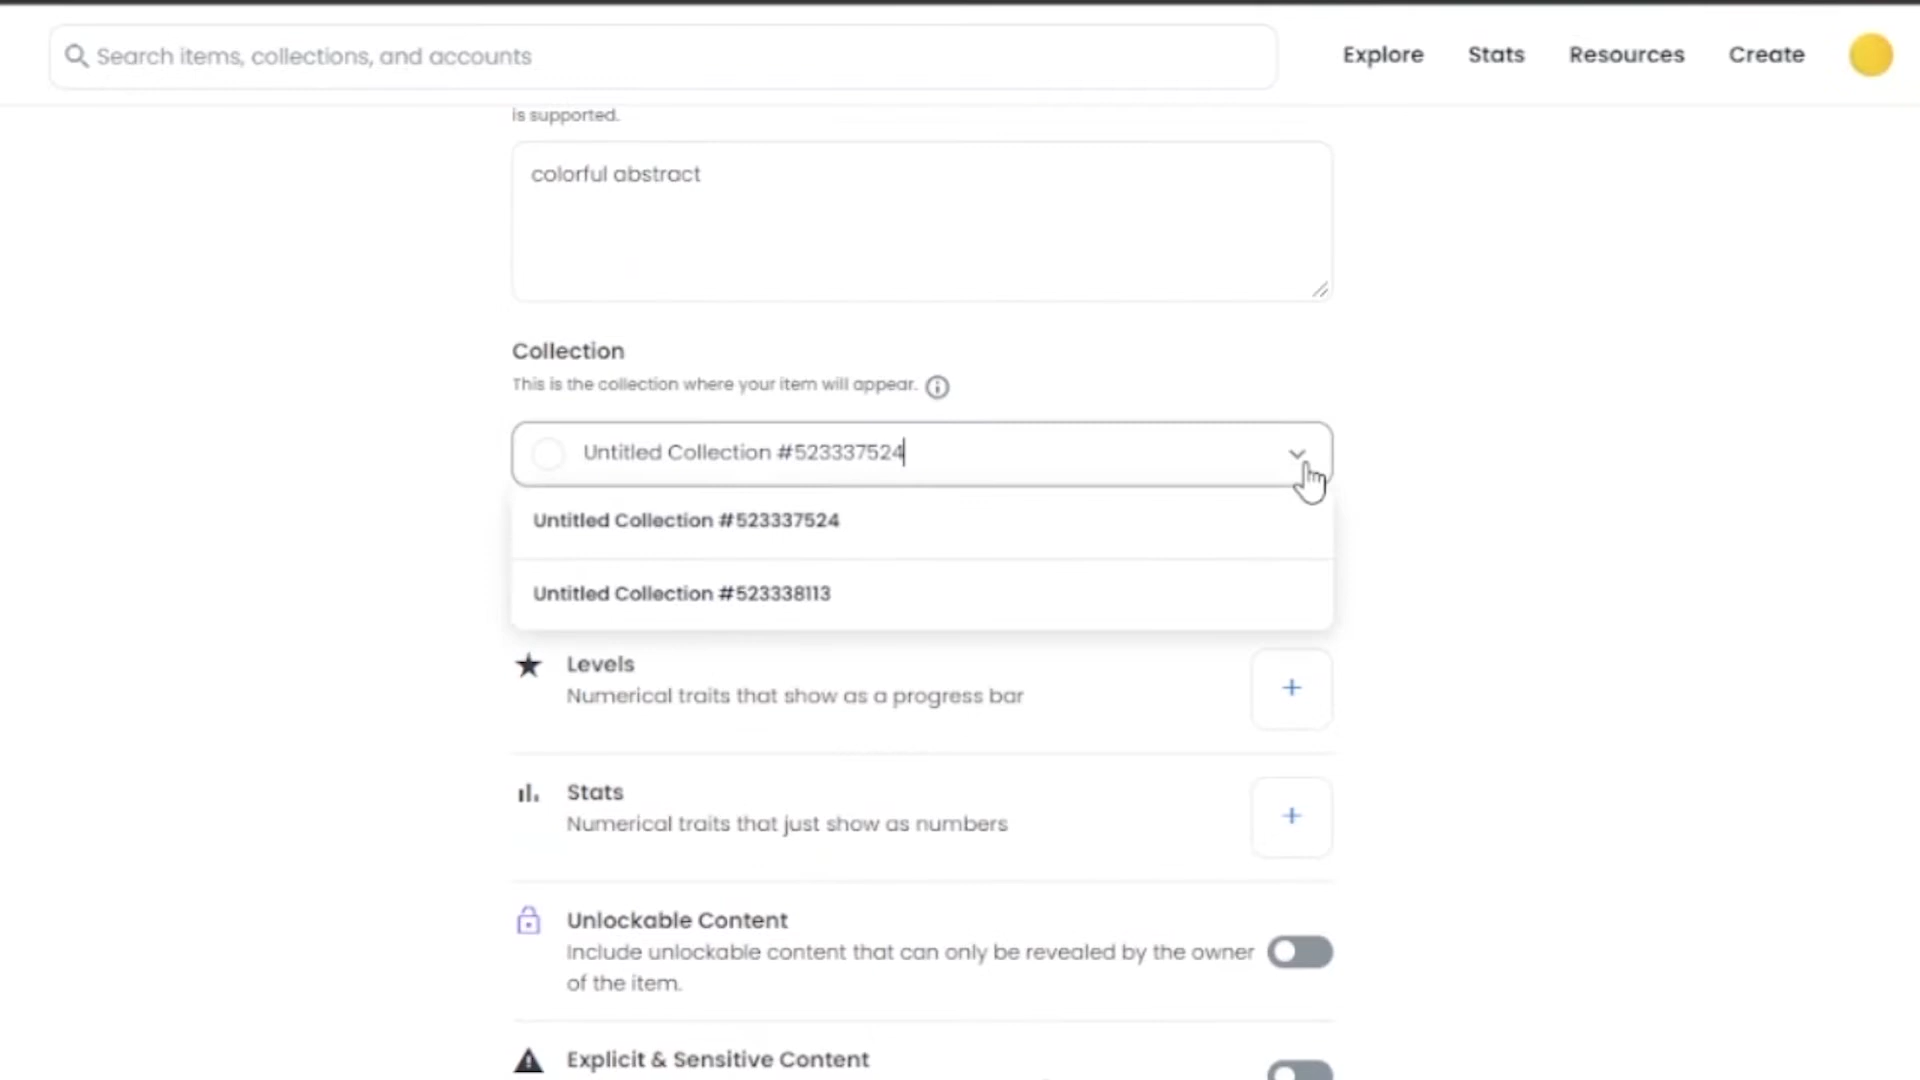 Search items, collections, and accounts
Explore Stats Resources Create
is supported.
colorful abstract
Collection
This is the collection where your item will appear.
Untitled Collection #523337524
Untitled Collection #523337524
Untitled Collection #523338113
Levels
Numerical traits that show as a progress bar
Stats
Numerical traits that just show as numbers
Unlockable Content
Include unlockable content that can only be revealed by the owner
of the item.
Explicit & Sensitive Content